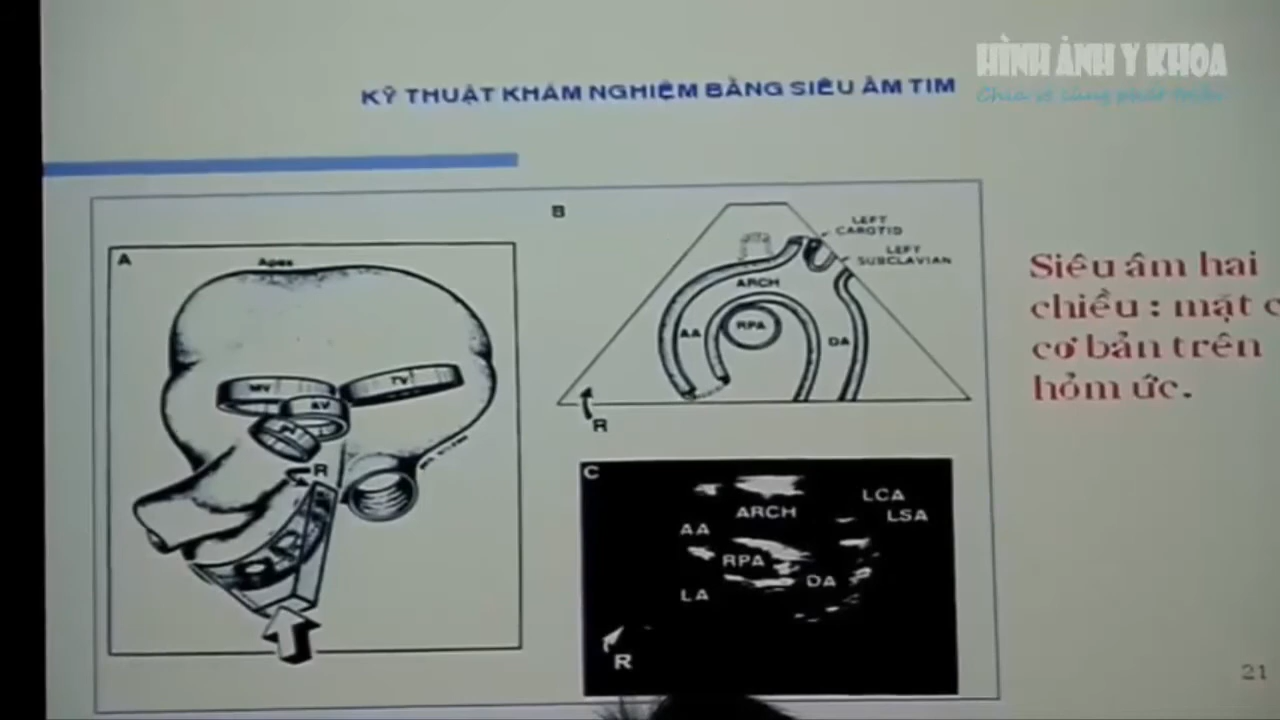 HÌNH ẢNH Y KHOA
KỸ THUẬT KHÁM NGHIỆM BẰNG SIÊU ÂM TIM
A
Apex
MV
TV
AV
R
B
LEFT
CAROTID
LEFT
SUBCLAVIAN
ARCH
AA
RPA
DA
R
C
LCA
LSA
ARCH
AA
RPA
DA
LA
R
Siêu âm hai
chiều : mặt c
cơ bản trên
hỏm ức.
21